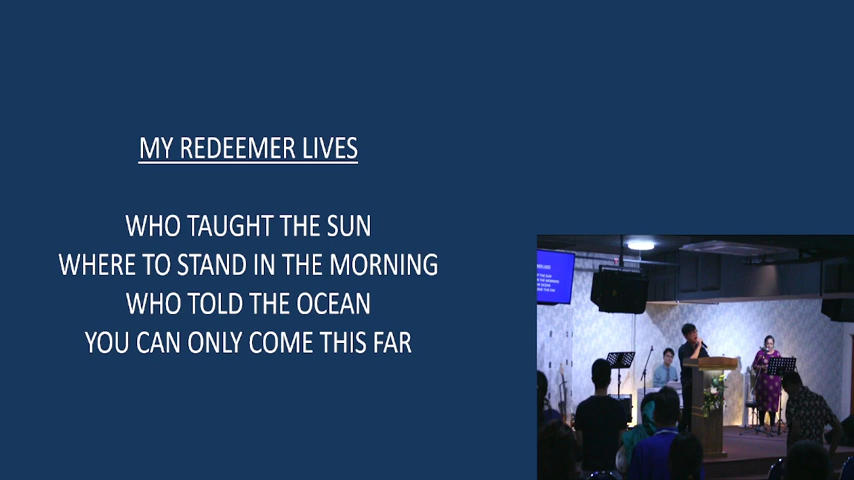 MY REDEEMER LIVES
WHO TAUGHT THE SUN
WHERE TO STAND IN THE MORNING
WHO TOLD THE OCEAN
YOU CAN ONLY COME THIS FAR